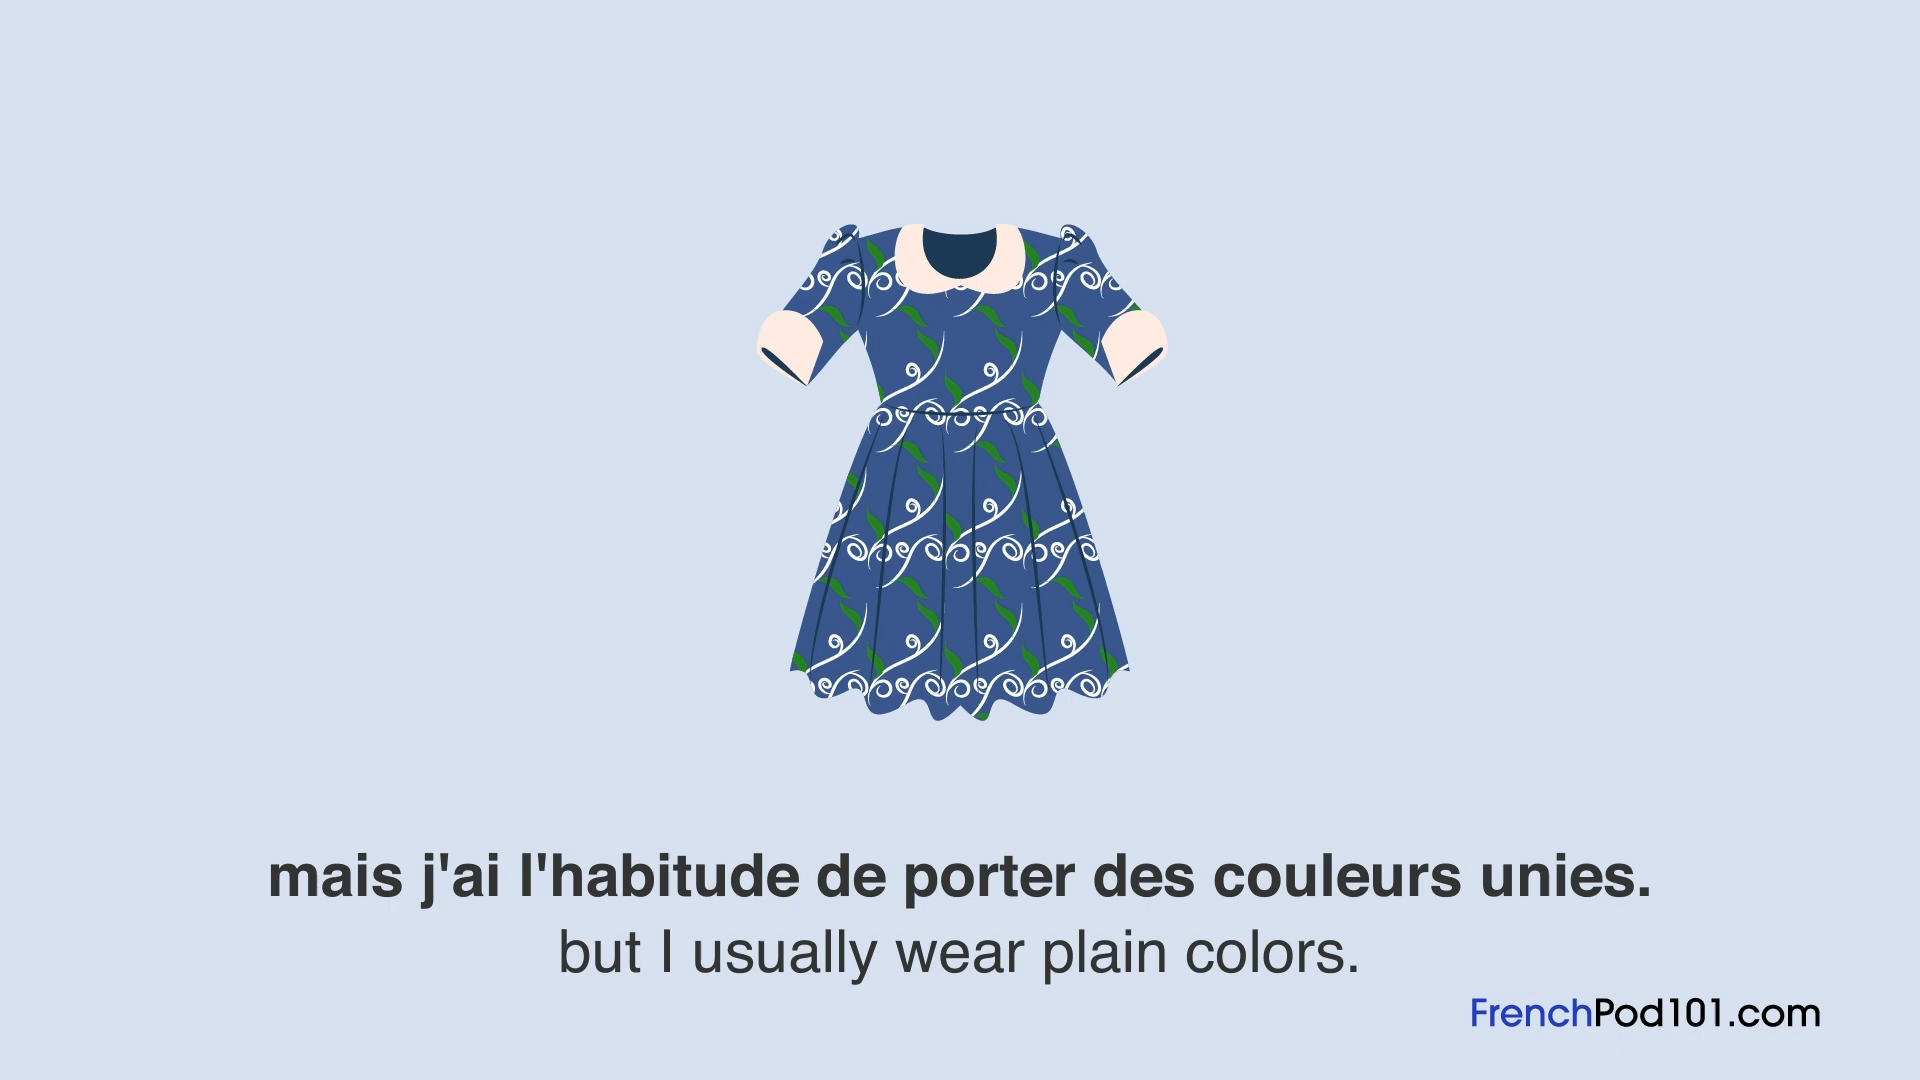 mais j'ai l'habitude de porter des couleurs unies.
but I usually wear plain colors.
FrenchPod101.com